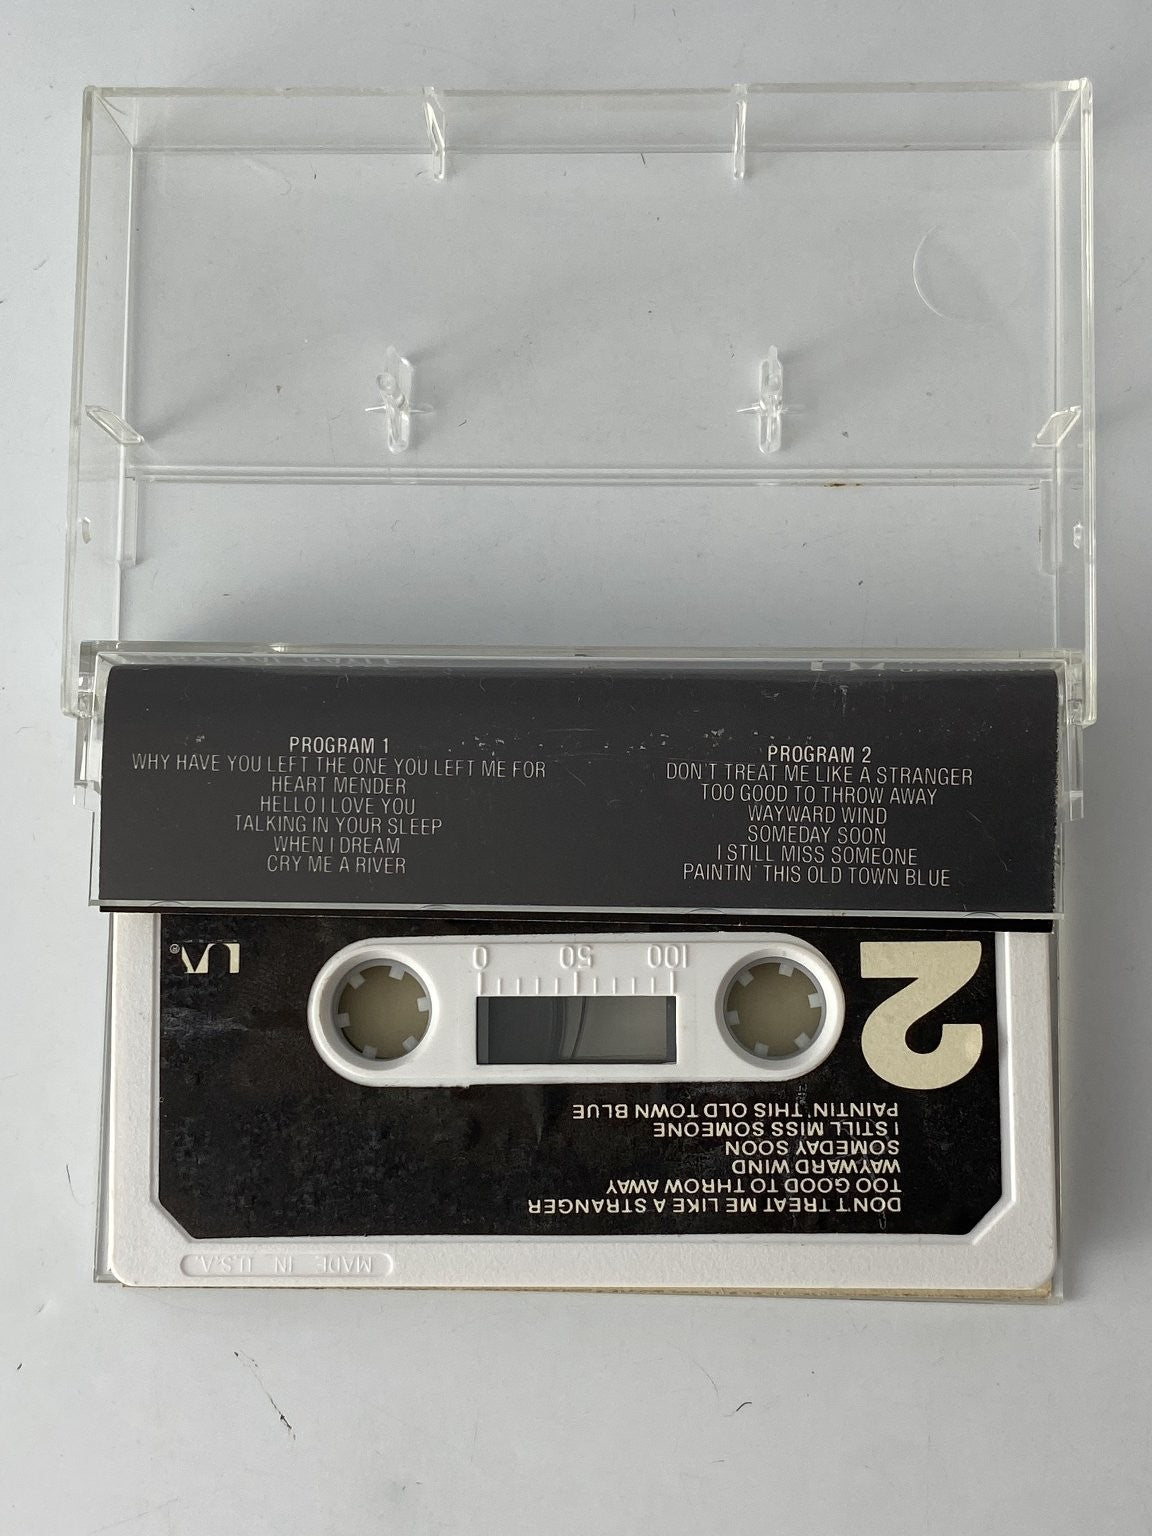 PROGRAM 1
WHY HAVE YOU LEFT THE ONE YOU LEFT ME FOR
HEART MENDER
HELLO I LOVE YOU
TALKING IN YOUR SLEEP
WHEN I DREAM
CRY ME A RIVER
PROGRAM 2
DON'T TREAT ME LIKE A STRANGER
TOO GOOD TO THROW AWAY
WAYWARD WIND
SOMEDAY SOON
I STILL MISS SOMEONE
PAINTIN' THIS OLD TOWN BLUE
MADE IN U.S.A.
DON'T TREAT ME LIKE A STRANGER
TOO GOOD TO THROW AWAY
WAYWARD WIND
SOMEDAY SOON
I STILL MISS SOMEONE
PAINTIN' THIS OLD TOWN BLUE
2
100 50 0
UA®